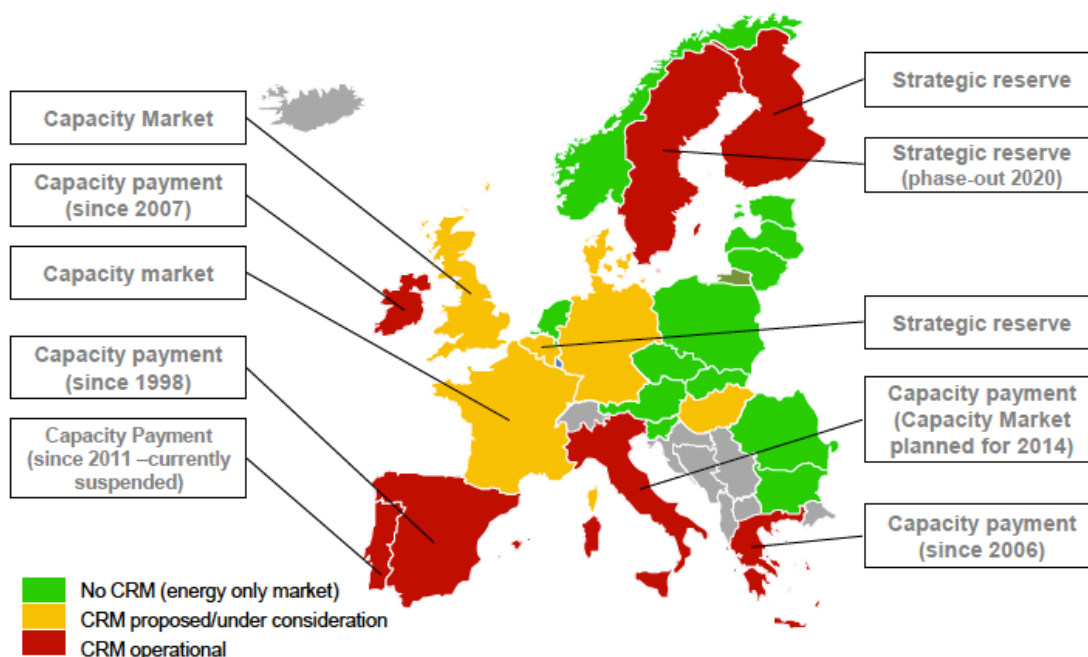 Capacity Market
Capacity payment
(since 2007)
Capacity market
Capacity payment
(since 1998)
Capacity Payment
(since 2011 –currently
suspended)
Strategic reserve
Strategic reserve
(phase-out 2020)
Strategic reserve
Capacity payment
(Capacity Market
planned for 2014)
Capacity payment
(since 2006)
No CRM (energy only market)
CRM proposed/under consideration
CRM operational